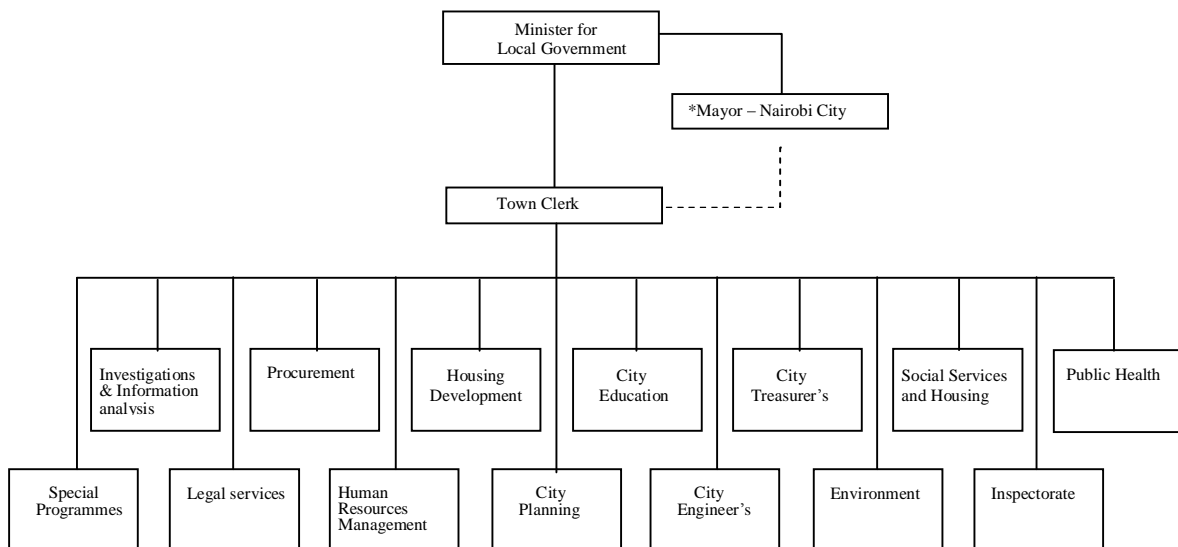 Minister for
Local Government
*Mayor – Nairobi City
Town Clerk
Investigations
& Information
analysis
Procurement
Housing
Development
City
Education
City
Treasurer's
Social Services
and Housing
Public Health
Special
Programmes
Legal services
Human
Resources
Management
City
Planning
City
Engineer's
Environment
Inspectorate